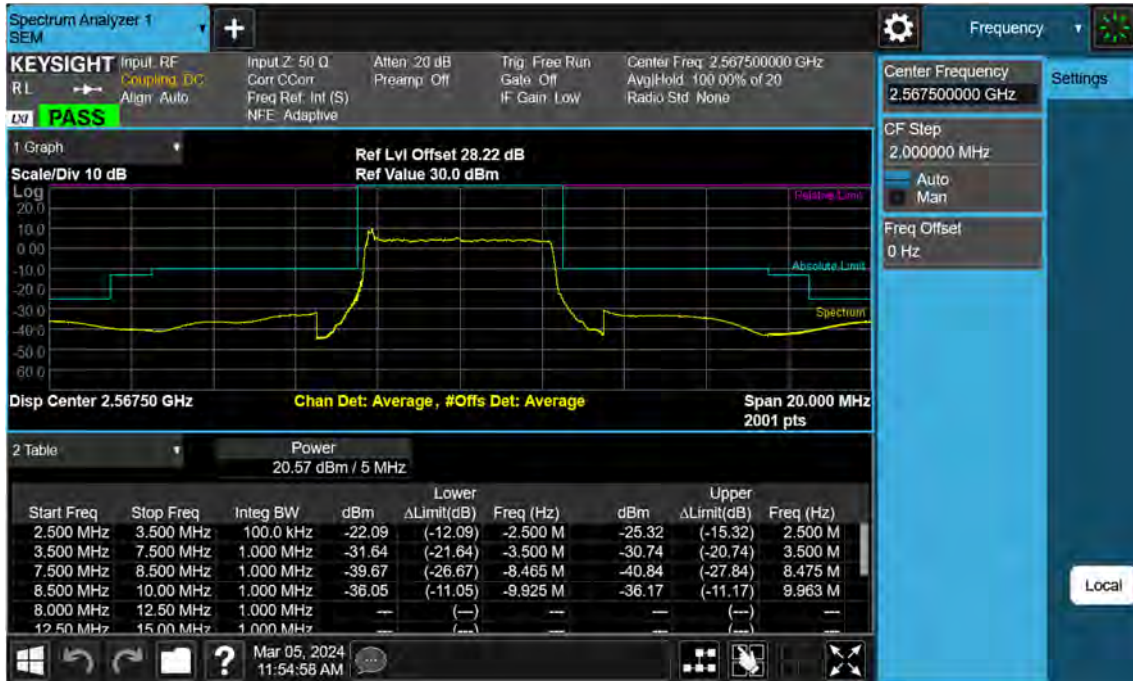 Spectrum Analyzer 1
SEM
+
Frequency
KEYSIGHT
Input: RF
Coupling: DC
Align: Auto
Input Z: 50 Ω
Corr CCorr
Freq Ref: Int (S)
NFE: Adaptive
Atten: 20 dB
Preamp: Off
Trig: Free Run
Gate: Off
IF Gain: Low
Center Freq: 2.567500000 GHz
Avg|Hold: 100.00% of 20
Radio Std: None
R L
LXI
PASS
Center Frequency
2.567500000 GHz
Settings
CF Step
2.000000 MHz
Auto
Man
Freq Offset
0 Hz
1 Graph
Scale/Div 10 dB
Ref Lvl Offset 28.22 dB
Ref Value 30.0 dBm
Log
Relative Limit
20.0
10.0
0.00
-10.0
Absolute Limit
-20.0
-30.0
Spectrum
-40.0
-50.0
-60.0
Disp Center 2.56750 GHz
Chan Det: Average, #Offs Det: Average
Span 20.000 MHz
2001 pts
2 Table
Power
20.57 dBm / 5 MHz
Lower Upper
Start Freq Stop Freq Integ BW dBm ΔLimit(dB) Freq (Hz) dBm ΔLimit(dB) Freq (Hz)
2.500 MHz 3.500 MHz 100.0 kHz -22.09 (-12.09) -2.500 M -25.32 (-15.32) 2.500 M
3.500 MHz 7.500 MHz 1.000 MHz -31.64 (-21.64) -3.500 M -30.74 (-20.74) 3.500 M
7.500 MHz 8.500 MHz 1.000 MHz -39.67 (-26.67) -8.465 M -40.84 (-27.84) 8.475 M
8.500 MHz 10.00 MHz 1.000 MHz -36.05 (-11.05) -9.925 M -36.17 (-11.17) 9.963 M
8.000 MHz 12.50 MHz 1.000 MHz --- (---) --- --- (---) ---
12.50 MHz 15.00 MHz 1.000 MHz --- (---) --- --- (---) ---
Local
?
Mar 05, 2024
11:54:58 AM